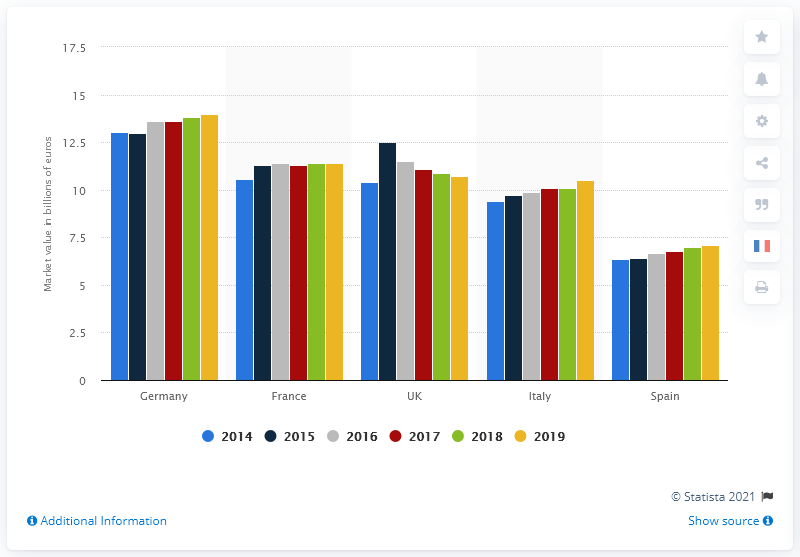 17.5
15
12.5
10
7.5
5
2.5
0
Market value in billions of euros
Germany France UK Italy Spain
2014 2015 2016 2017 2018 2019
© Statista 2021
Additional Information Show source